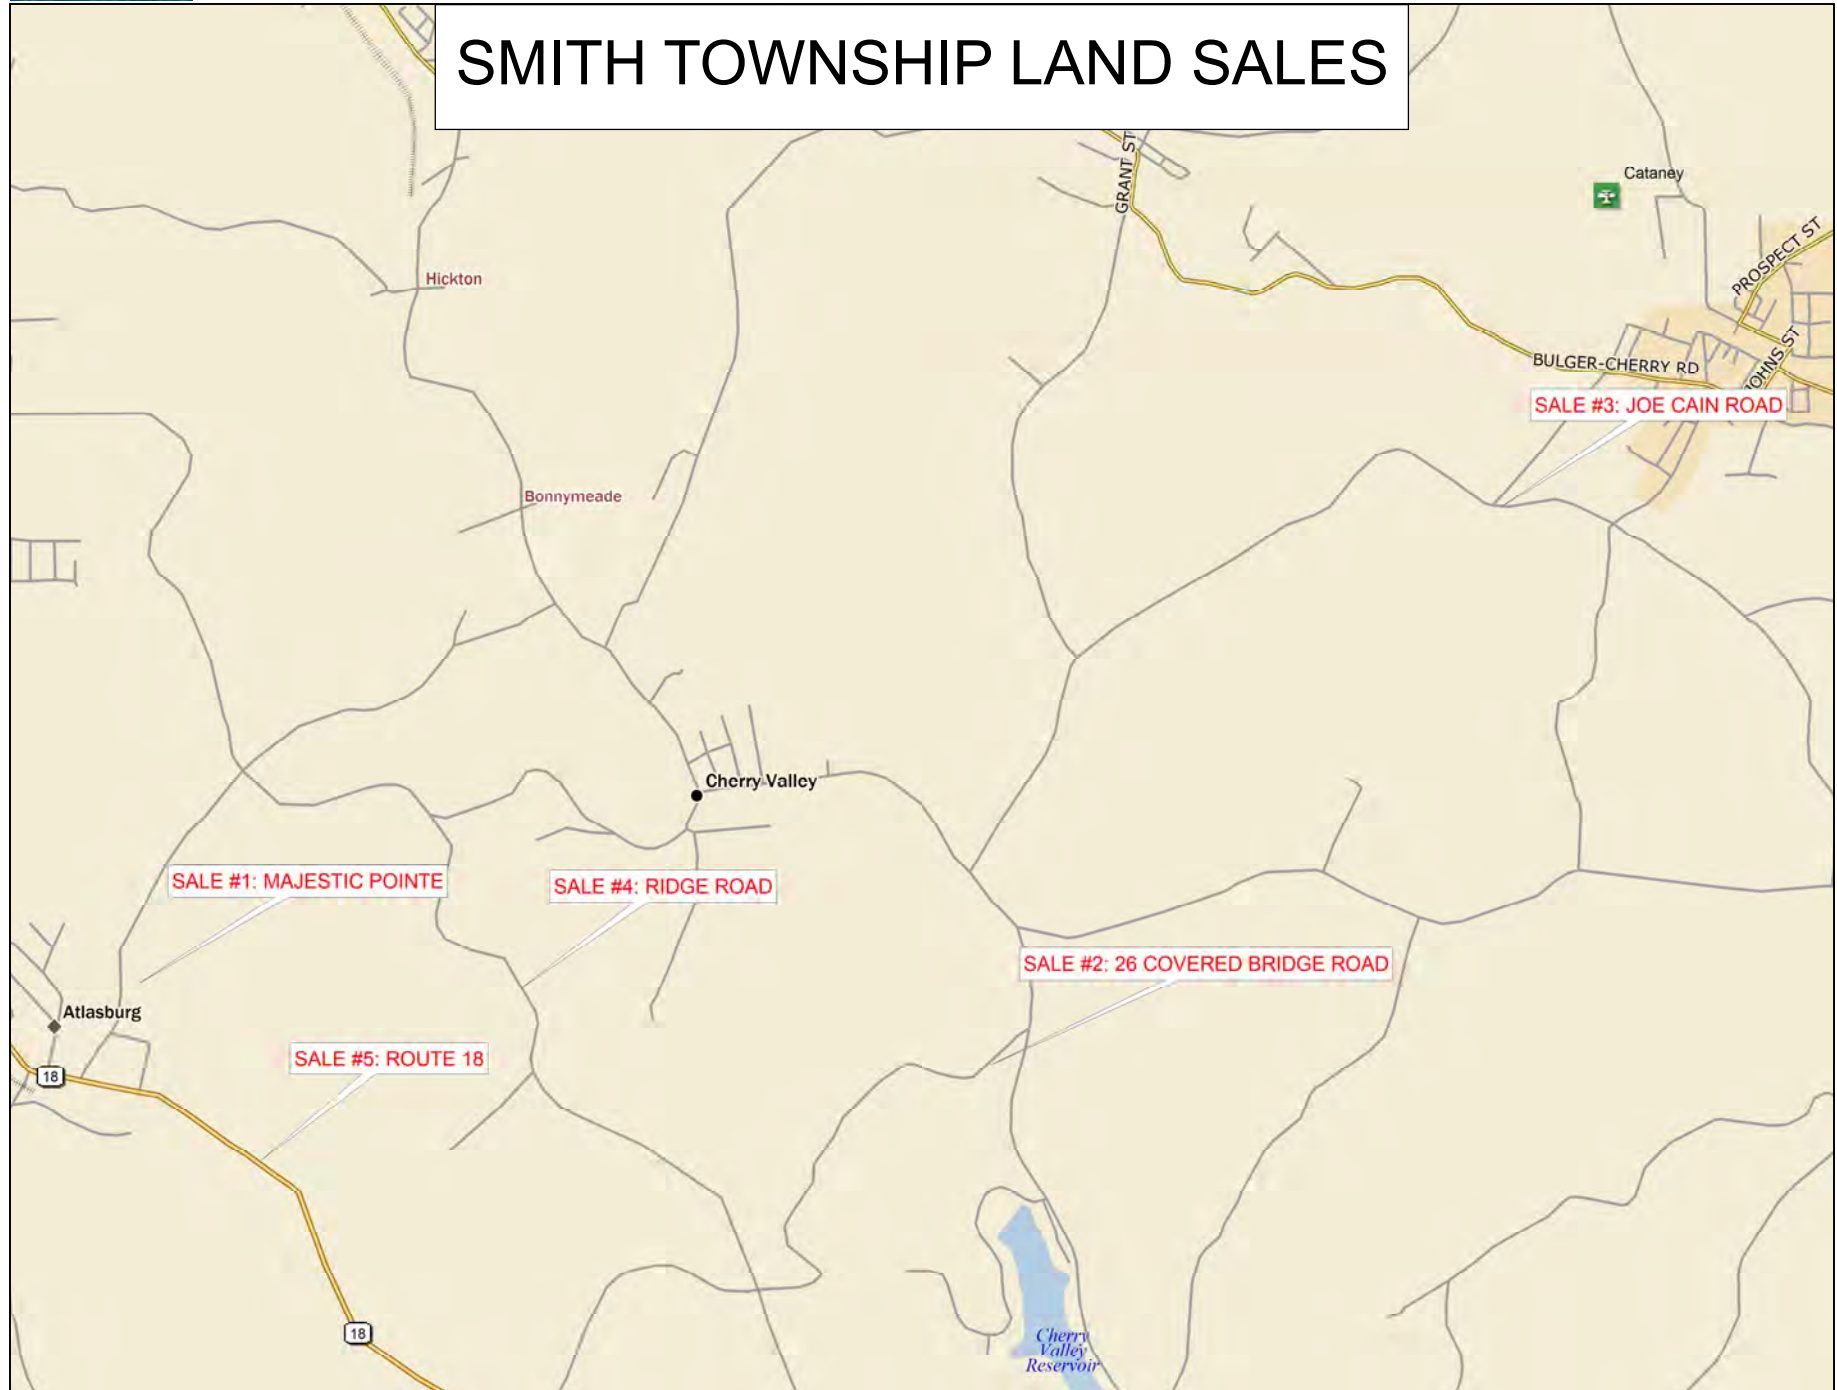 SMITH TOWNSHIP LAND SALES
GRANT ST
Cataney
PROSPECT ST
Hickton
BULGER-CHERRY RD
JOHNS ST
SALE #3: JOE CAIN ROAD
Bonnymeade
Cherry Valley
SALE #1: MAJESTIC POINTE
SALE #4: RIDGE ROAD
SALE #2: 26 COVERED BRIDGE ROAD
Atlasburg
SALE #5: ROUTE 18
18
18
Cherry
Valley
Reservoir